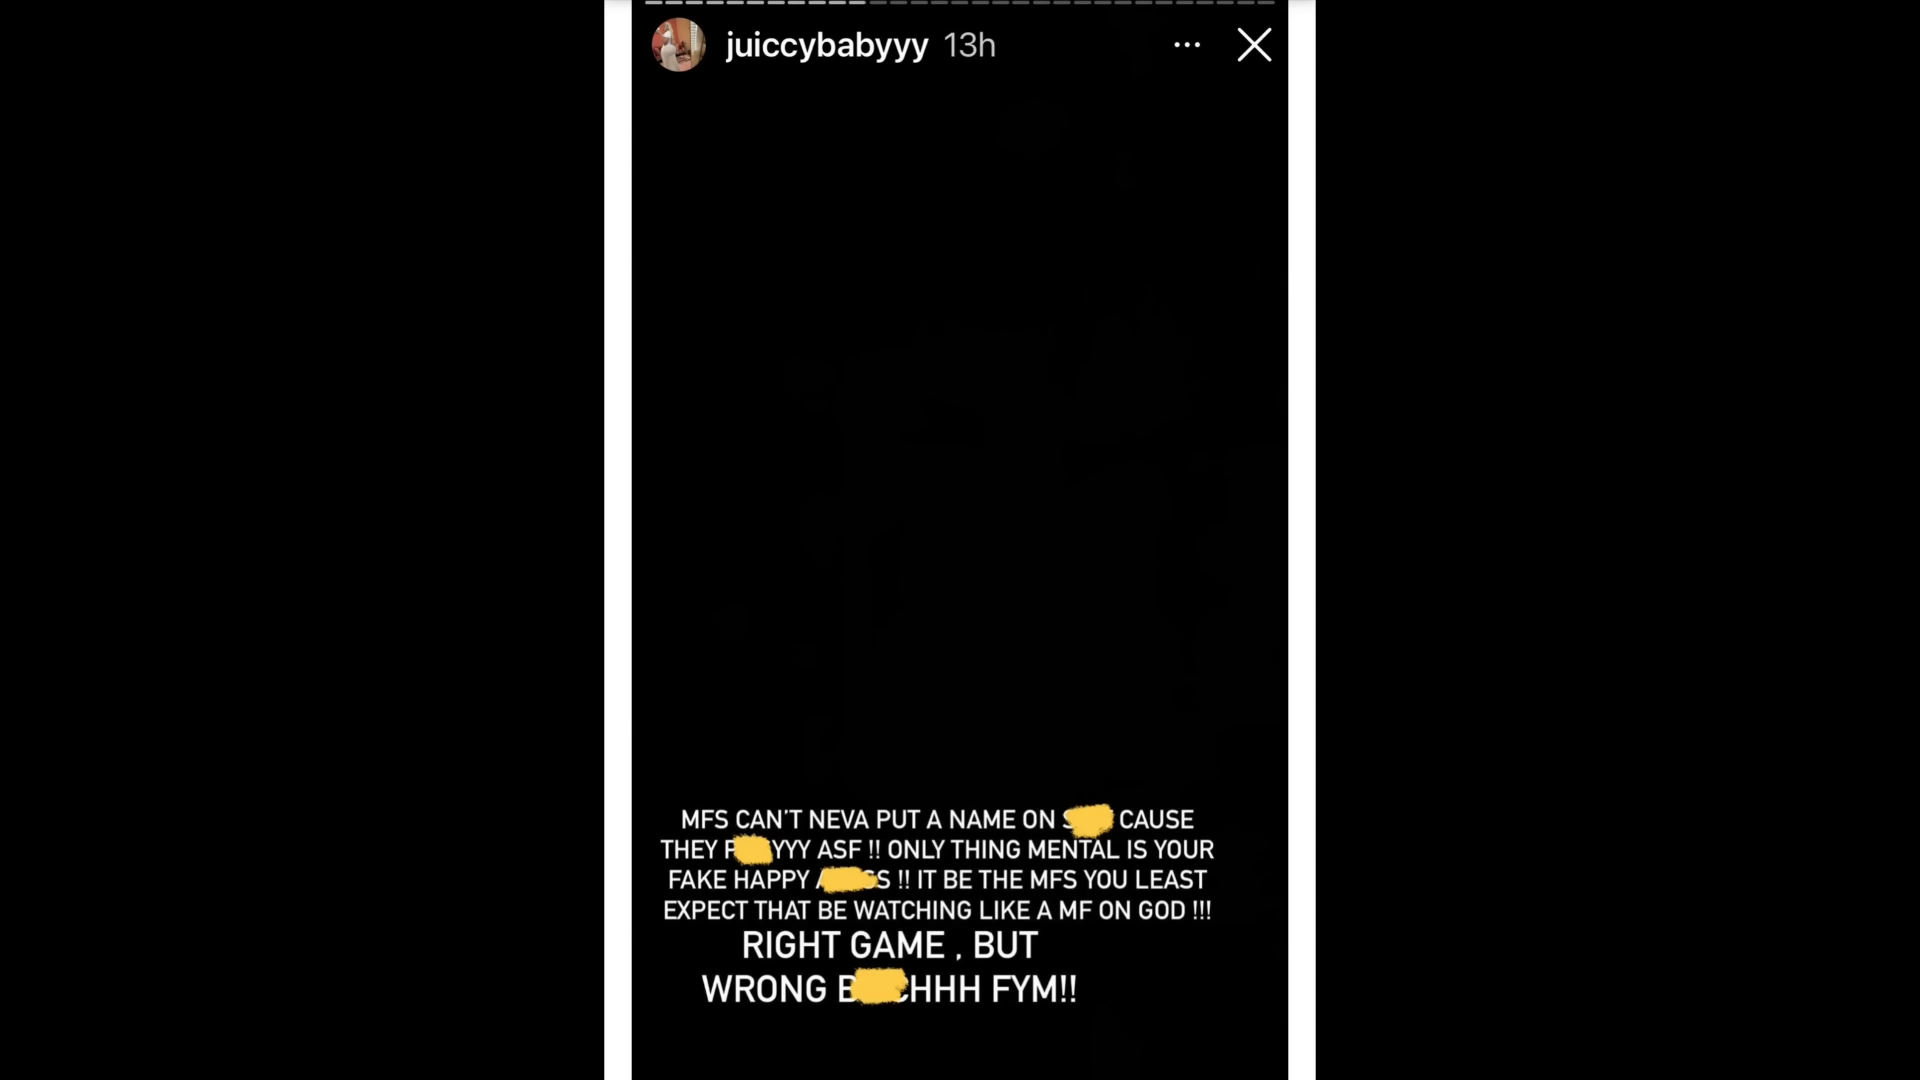 juiccybabyyy 13h
MFS CAN'T NEVA PUT A NAME ON CAUSE
THEY ASF !! ONLY THING MENTAL IS YOUR
FAKE HAPPY !! IT BE THE MFS YOU LEAST
EXPECT THAT BE WATCHING LIKE A MF ON GOD !!!
RIGHT GAME , BUT
WRONG FYM!!